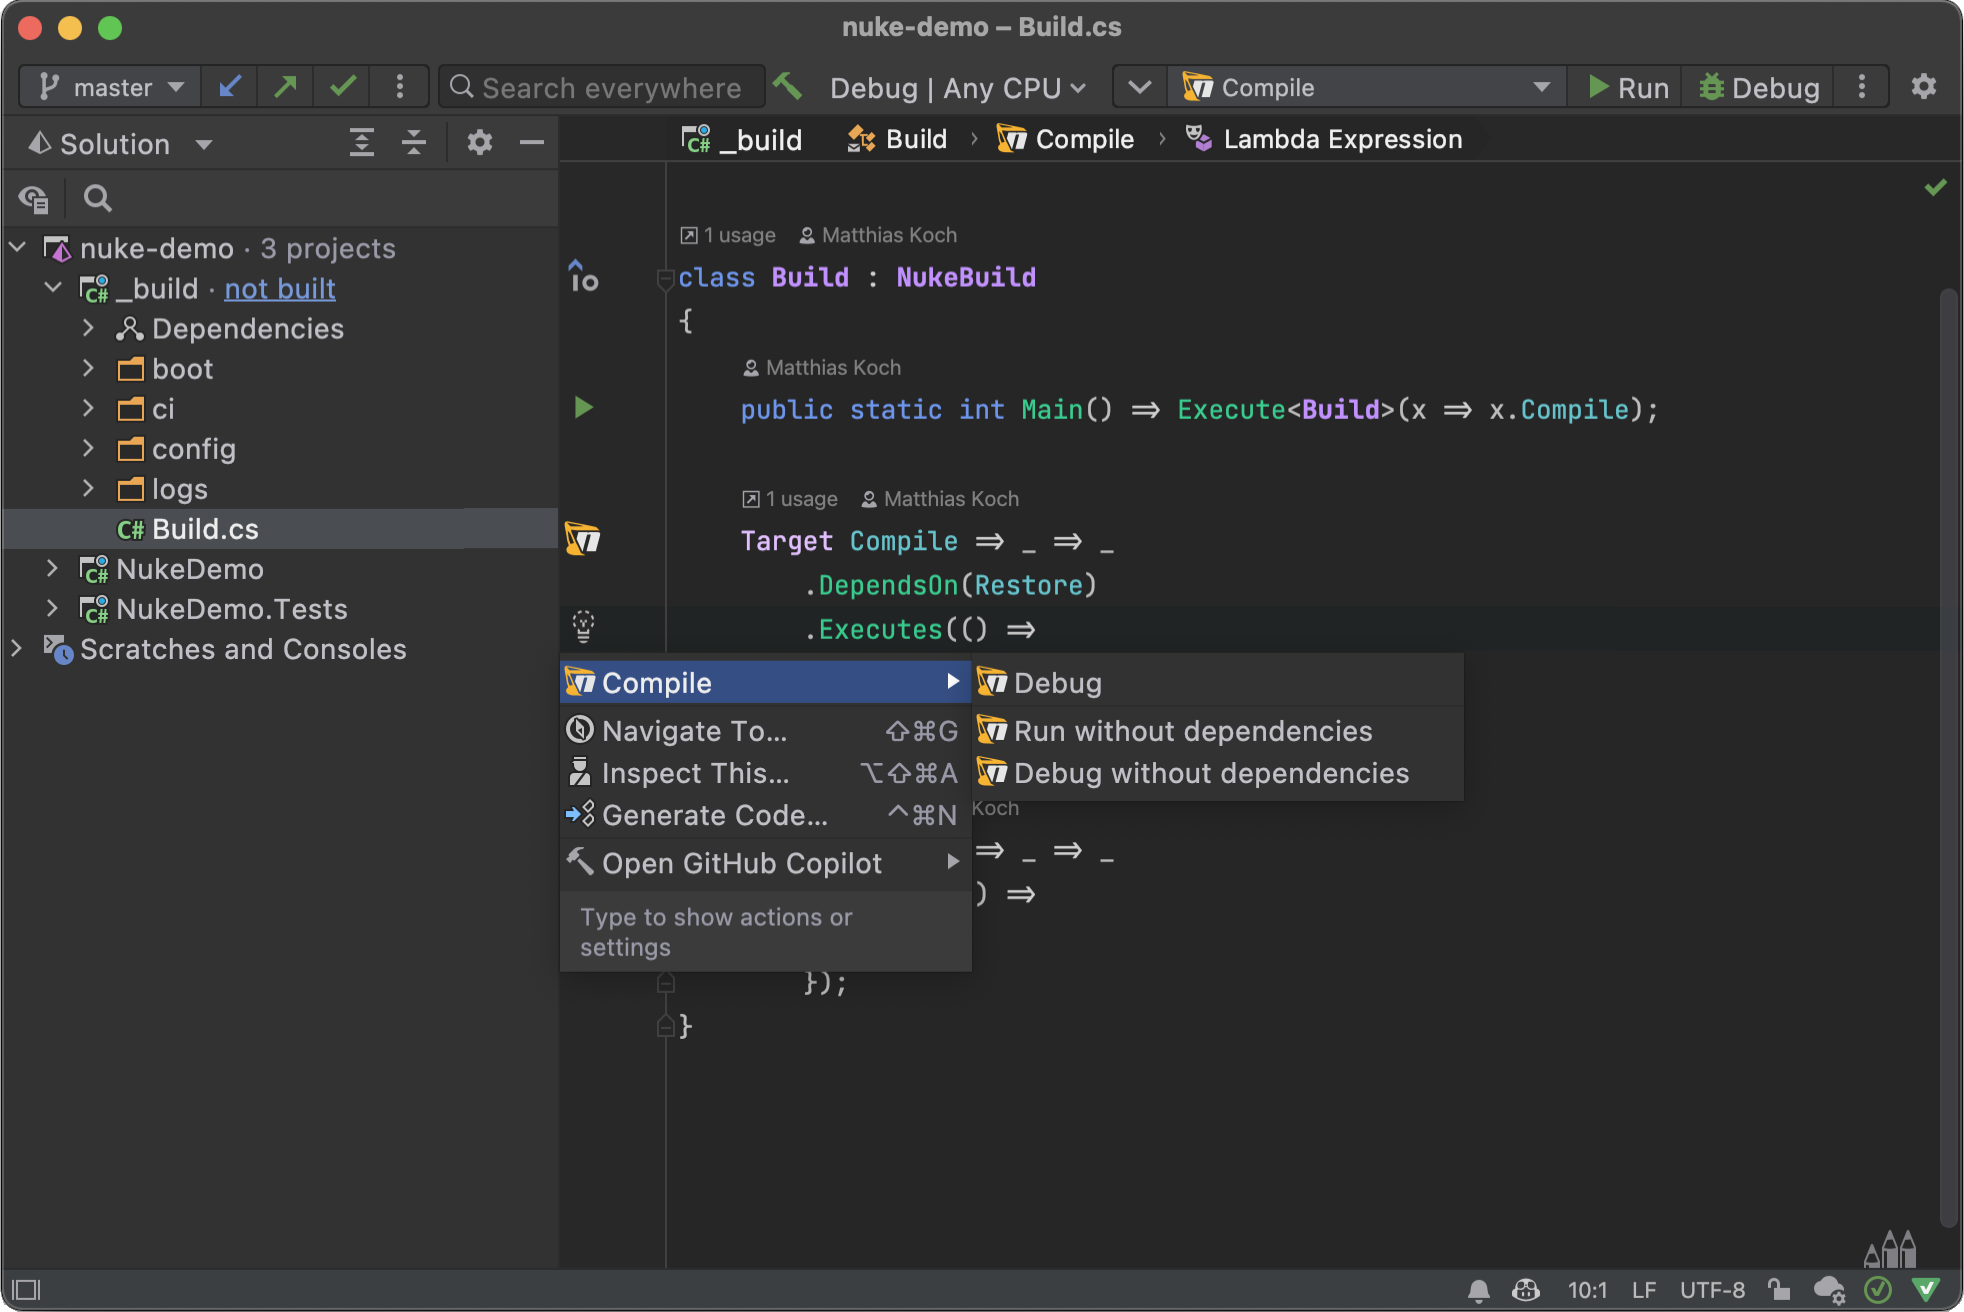 nuke-demo – Build.cs
master
Search everywhere
Debug | Any CPU
Compile
Run
Debug
Solution
C# _build
Build
Compile
Lambda Expression
nuke-demo · 3 projects
C# _build · not built
Dependencies
boot
ci
config
logs
C# Build.cs
C# NukeDemo
C# NukeDemo.Tests
Scratches and Consoles
1 usage Matthias Koch
class Build : NukeBuild
{
Matthias Koch
public static int Main() ⇒ Execute<Build>(x ⇒ x.Compile);
1 usage Matthias Koch
Target Compile ⇒ _ ⇒ _
.DependsOn(Restore)
.Executes(() ⇒
Compile
Navigate To... ⇧⌘G
Inspect This... ⌥⇧⌘A
Generate Code... ^⌘N
Open GitHub Copilot
Type to show actions or
settings
Debug
Run without dependencies
Debug without dependencies
Koch
⇒ _ ⇒ _
) ⇒
});
}
10:1 LF UTF-8